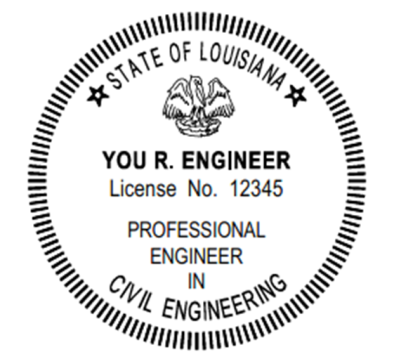 STATE OF LOUISIANA
YOU R. ENGINEER
License No. 12345
PROFESSIONAL
ENGINEER
IN
CIVIL ENGINEERING